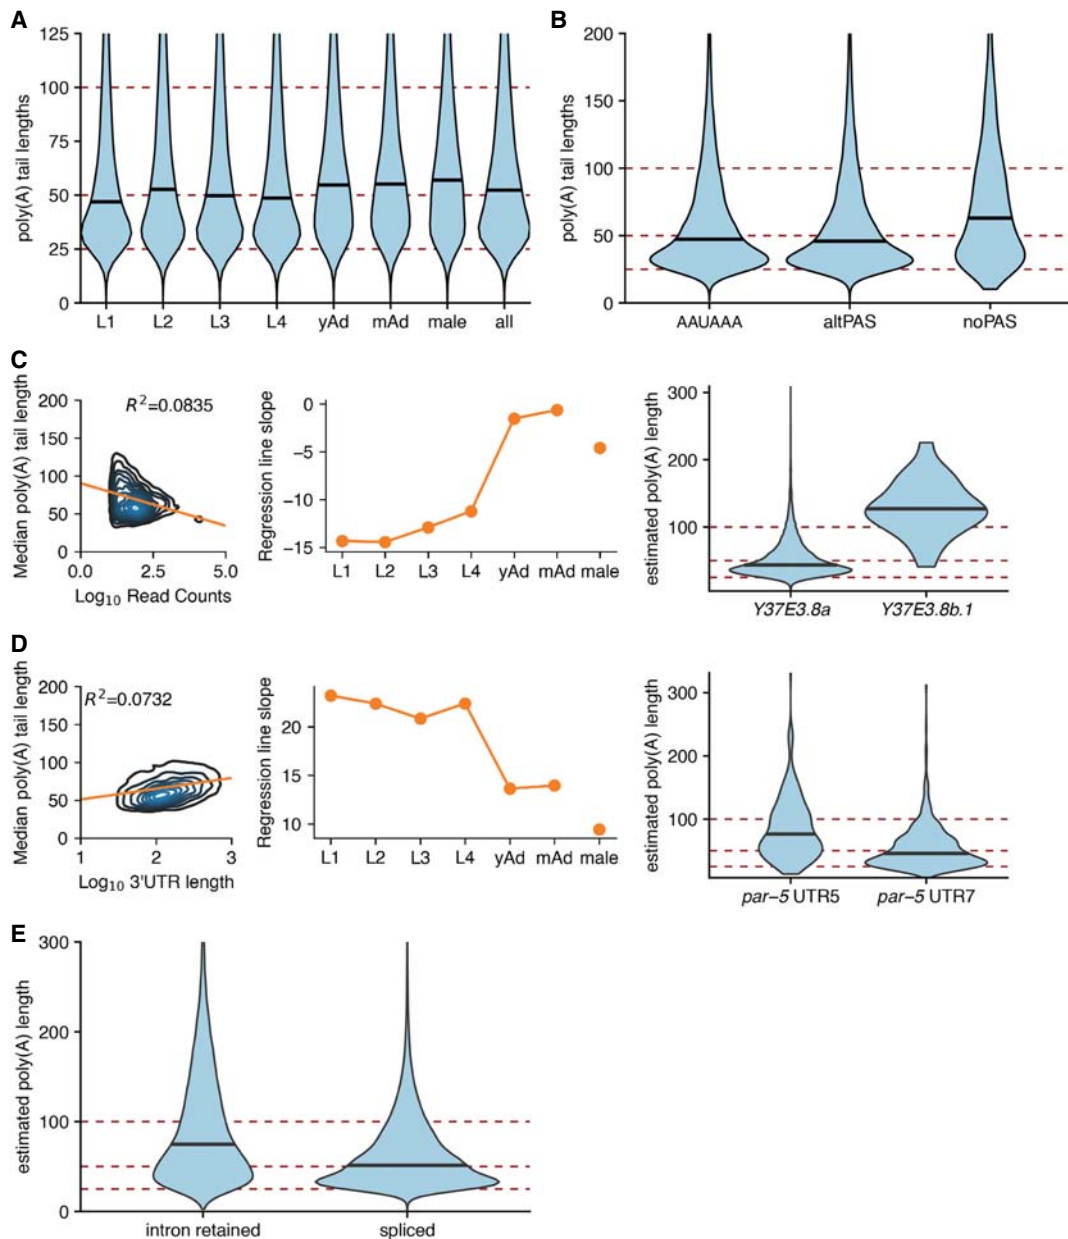 A
poly(A) tail lengths
125
100
75
50
25
0
L1 L2 L3 L4 yAd mAd male all
B
poly(A) tail lengths
200
150
100
50
0
AAUAAA altPAS noPAS
C
Median poly(A) tail length
200
150
100
50
0
R²=0.0835
0.0 2.5 5.0
Log₁₀ Read Counts
Regression line slope
0
−5
−10
−15
L1 L2 L3 L4 yAd mAd male
estimated poly(A) length
300
200
100
Y37E3.8a Y37E3.8b.1
D
Median poly(A) tail length
200
150
100
50
0
R²=0.0732
1 2 3
Log₁₀ 3'UTR length
Regression line slope
20
15
10
L1 L2 L3 L4 yAd mAd male
estimated poly(A) length
300
200
100
par−5 UTR5 par−5 UTR7
E
estimated poly(A) length
300
200
100
0
intron retained spliced